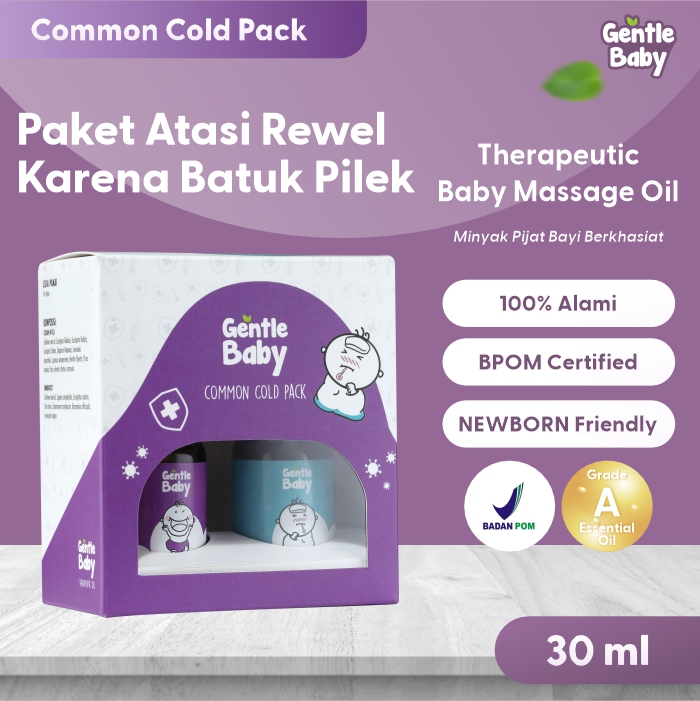 Common Cold Pack
Gentle
Baby
Paket Atasi Rewel
Karena Batuk Pilek
Therapeutic
Baby Massage Oil
Minyak Pijat Bayi Berkhasiat
100% Alami
BPOM Certified
NEWBORN Friendly
BADAN POM
Grade
A
Essential
Oil
Gentle
Baby
COMMON COLD PACK
Gentle
Baby
Gentle
Baby
Gentle
Baby
30 ml